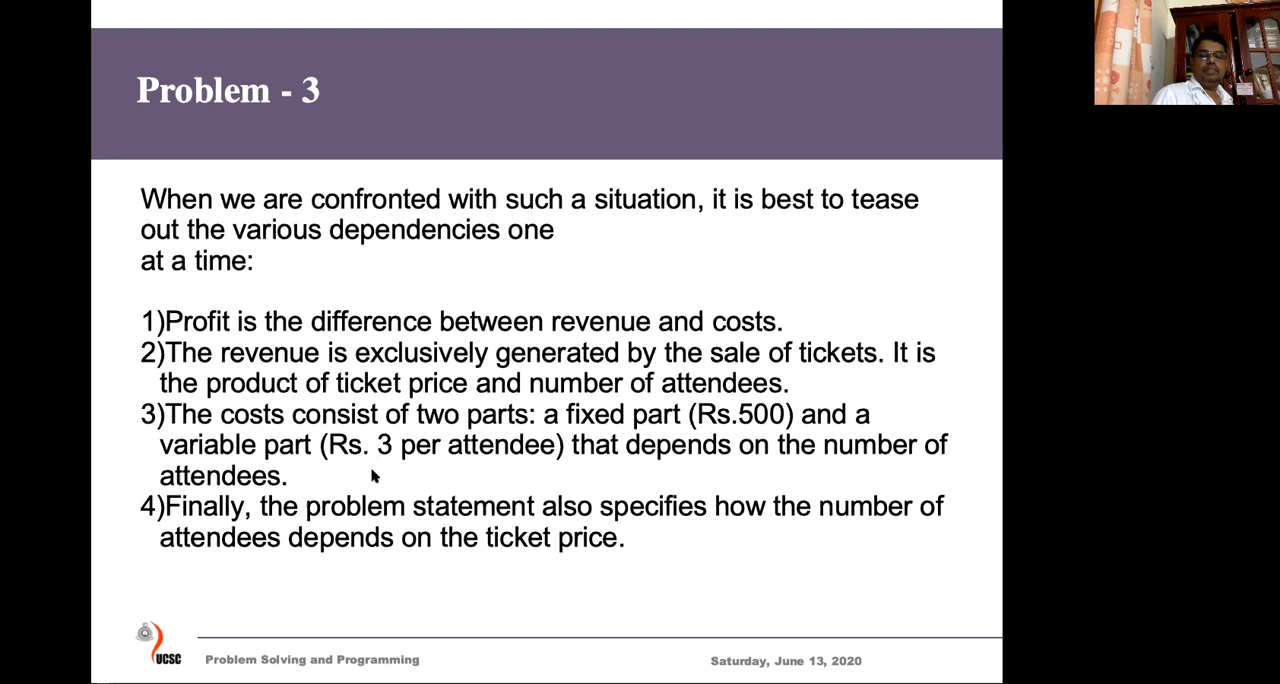 Problem - 3
When we are confronted with such a situation, it is best to tease
out the various dependencies one
at a time:
1)Profit is the difference between revenue and costs.
2)The revenue is exclusively generated by the sale of tickets. It is
the product of ticket price and number of attendees.
3)The costs consist of two parts: a fixed part (Rs.500) and a
variable part (Rs. 3 per attendee) that depends on the number of
attendees.
4)Finally, the problem statement also specifies how the number of
attendees depends on the ticket price.
UCSC
Problem Solving and Programming
Saturday, June 13, 2020